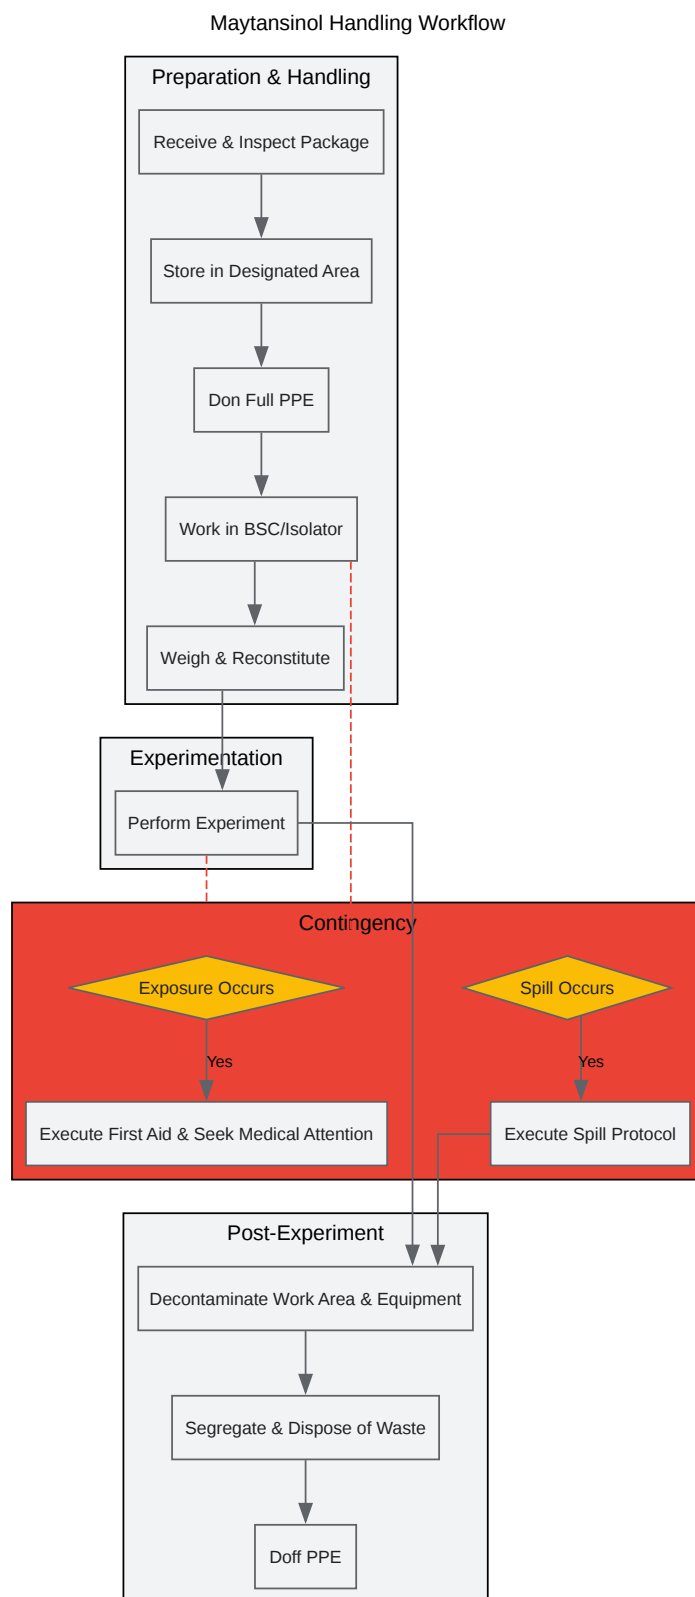 Maytansinol Handling Workflow
Preparation & Handling
Receive & Inspect Package
Store in Designated Area
Don Full PPE
Work in BSC/Isolator
Weigh & Reconstitute
Experimentation
Perform Experiment
Contingency
Exposure Occurs
Spill Occurs
Yes
Yes
Execute First Aid & Seek Medical Attention
Execute Spill Protocol
Post-Experiment
Decontaminate Work Area & Equipment
Segregate & Dispose of Waste
Doff PPE